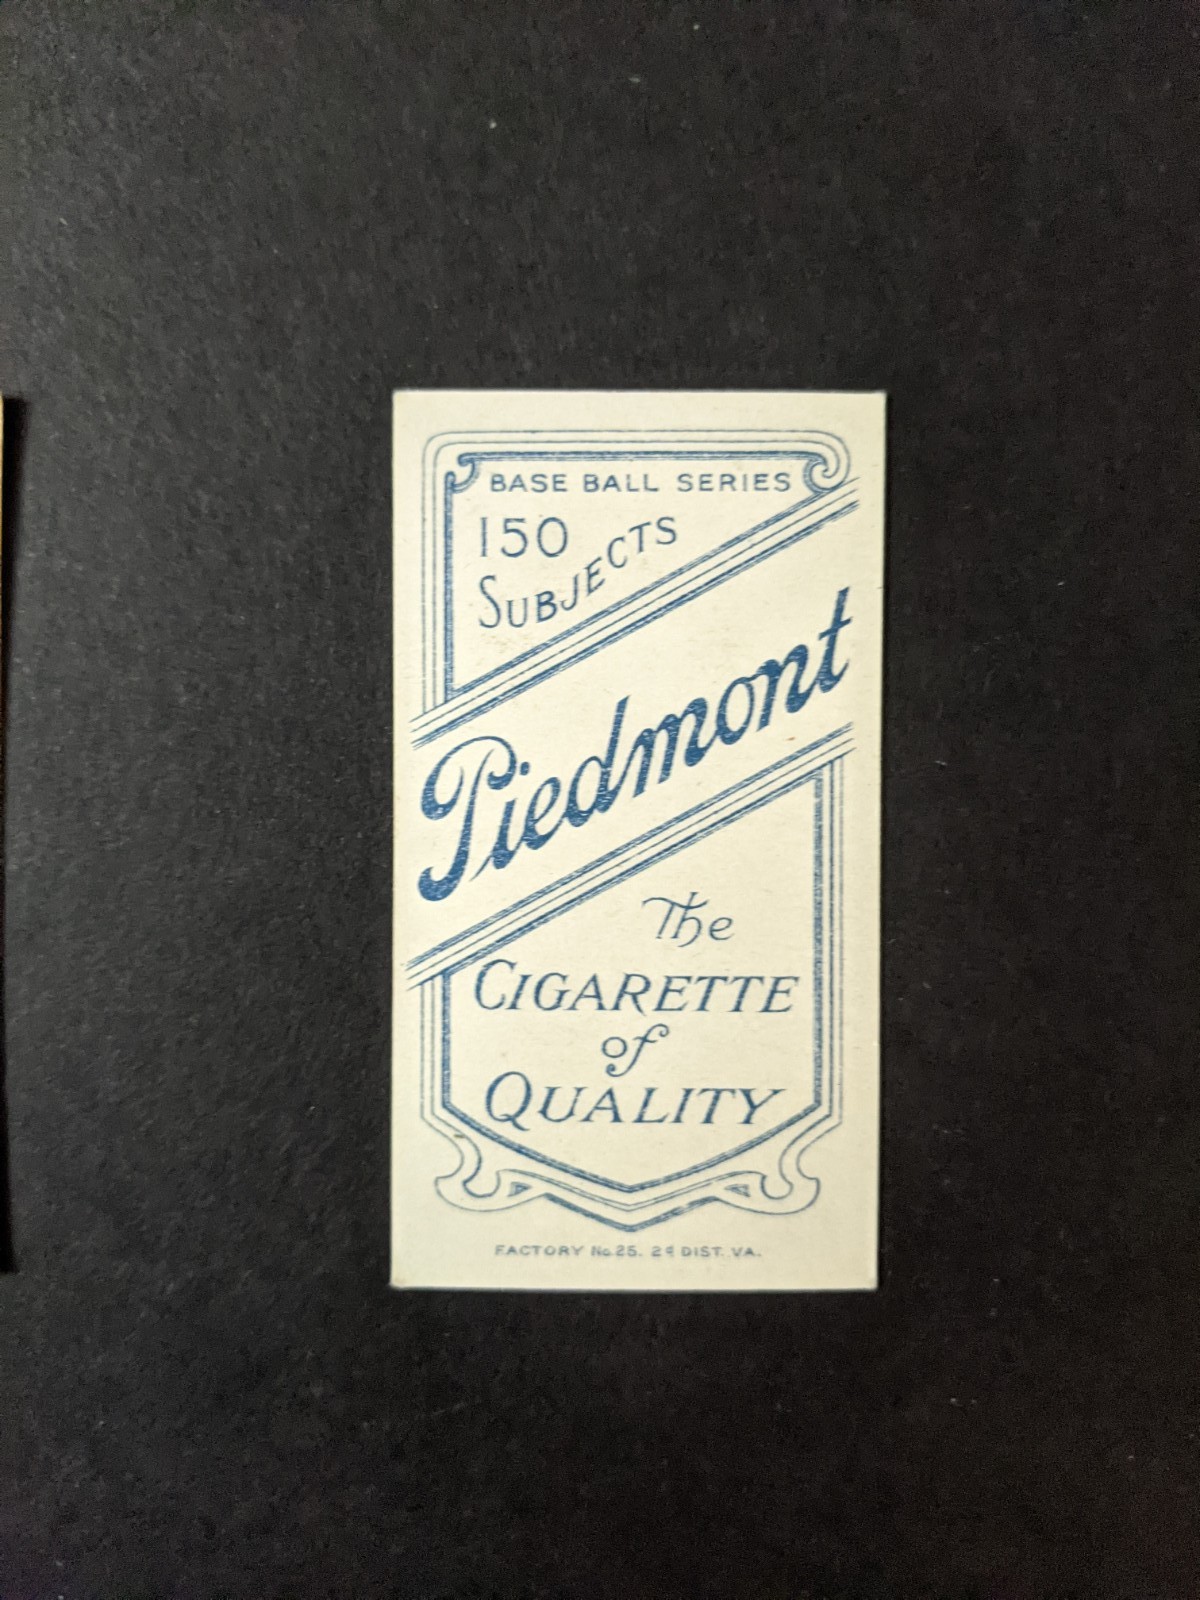 BASE BALL SERIES
150
SUBJECTS
Piedmont
The
CIGARETTE
of
QUALITY
FACTORY No. 25. 2d DIST. VA.